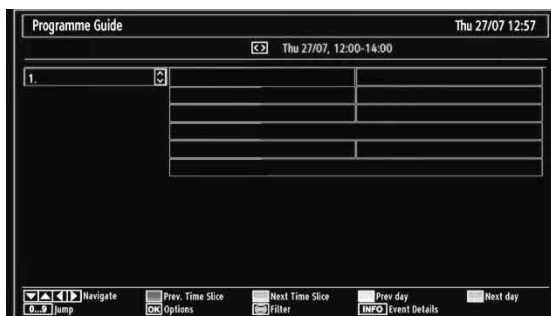 Programme Guide Thu 27/07 12:57
Thu 27/07, 12:00-14:00
1.
Navigate Prev. Time Slice Next Time Slice Prev day Next day
0...9 Jump OK Options Filter INFO Event Details